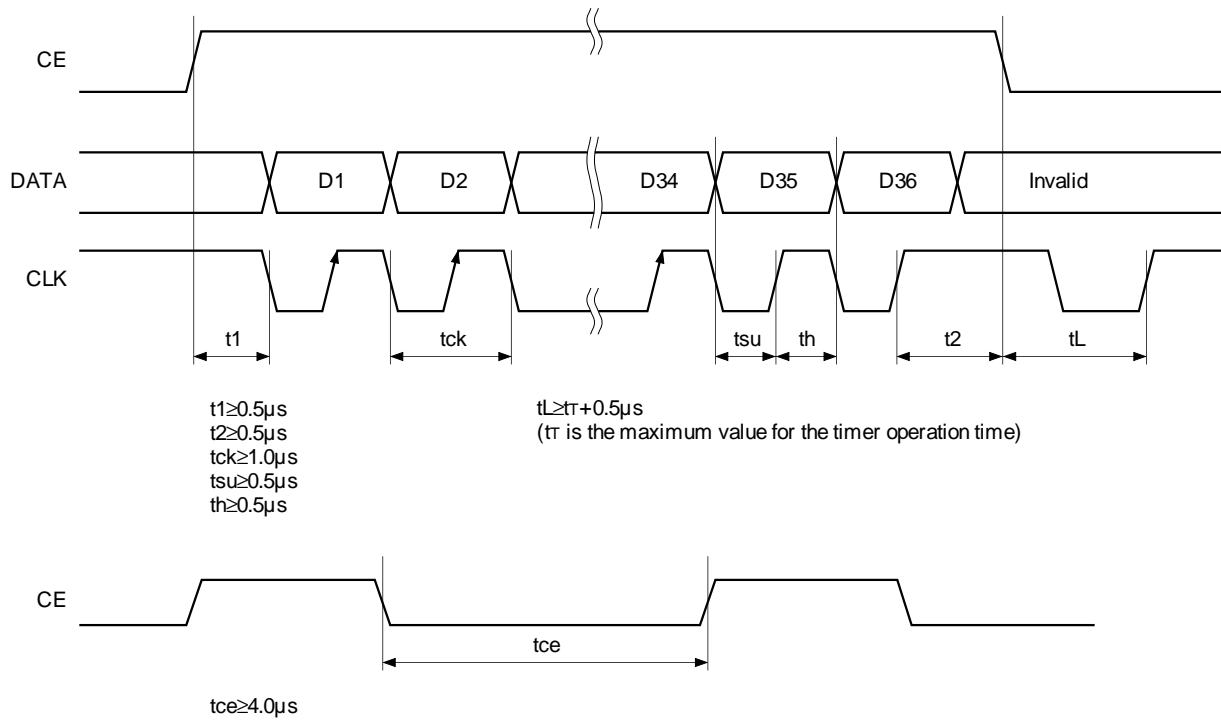 CE
DATA D1 D2 D34 D35 D36 Invalid
CLK
t1 tck tsu th t2 tL
t1≥0.5µs
t2≥0.5µs
tck≥1.0µs
tsu≥0.5µs
th≥0.5µs
tL≥tτ+0.5µs
(tτ is the maximum value for the timer operation time)
CE
tce
tce≥4.0µs